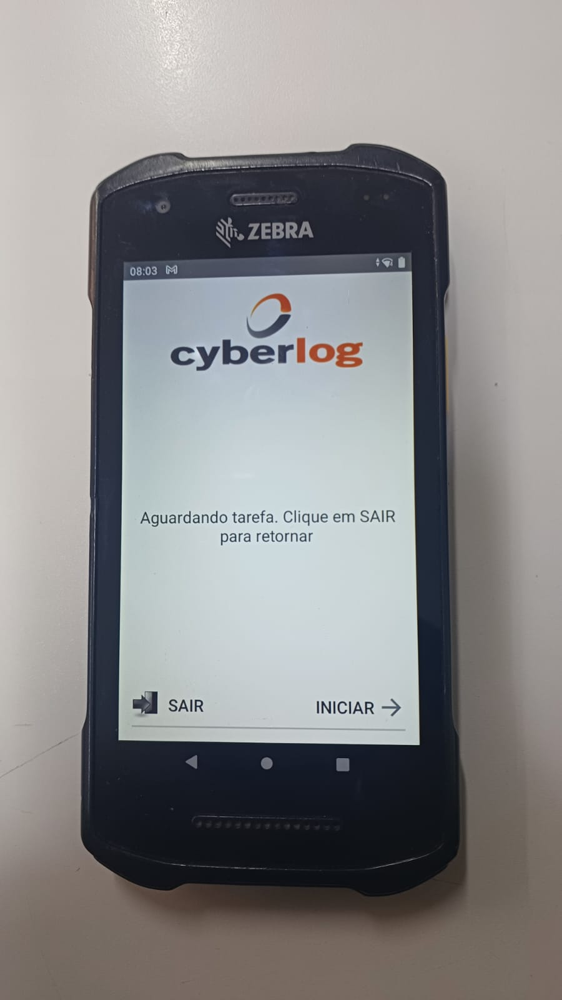 ZEBRA
08:03
cyberlog
Aguardando tarefa. Clique em SAIR
para retornar
SAIR
INICIAR